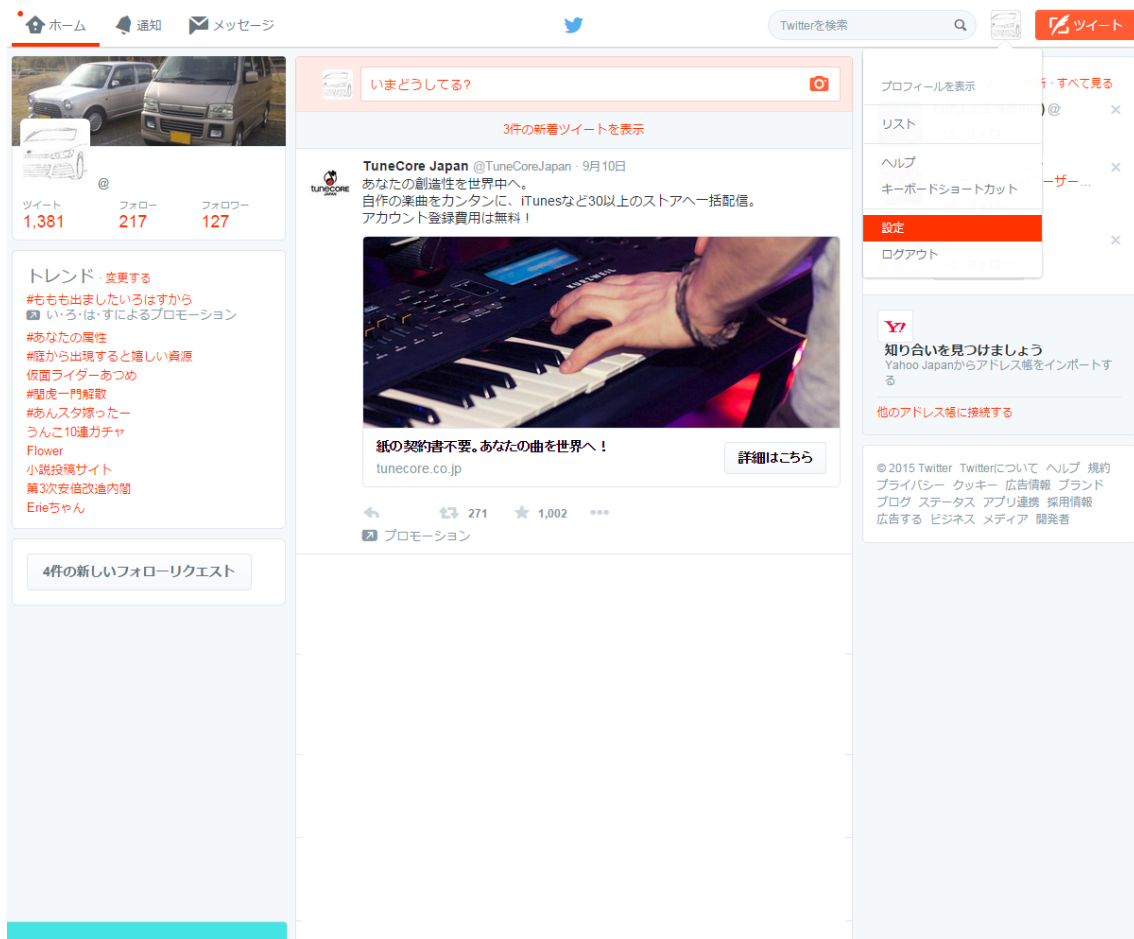 ホーム 通知 メッセージ
Twitterを検索
ツイート
@
ツイート フォロー フォロワー
1,381 217 127
トレンド · 変更する
#ももも出ましたいろはすから
い・ろ・は・すによるプロモーション
#あなたの属性
#庭から出現すると嬉しい資源
仮面ライダーあつめ
#闇虎一門解散
#あんスタ嫁ったー
うんこ10連ガチャ
Flower
小説投稿サイト
第3次安倍改造内閣
Erieちゃん
4件の新しいフォローリクエスト
いまどうしてる?
3件の新着ツイートを表示
TuneCore Japan @TuneCoreJapan · 9月10日
あなたの創造性を世界中へ。
自作の楽曲をカンタンに、iTunesなど30以上のストアへ一括配信。
アカウント登録費用は無料！
tunecore
JAPAN
KURZWEIL
紙の契約書不要。あなたの曲を世界へ！
tunecore.co.jp
詳細はこちら
271 1,002
プロモーション
プロフィールを表示
リスト
ヘルプ
キーボードショートカット
設定
ログアウト
· すべて見る
)@
ーザー...
Y!
知り合いを見つけましょう
Yahoo Japanからアドレス帳をインポートす
る
他のアドレス帳に接続する
© 2015 Twitter Twitterについて ヘルプ 規約
プライバシー クッキー 広告情報 ブランド
ブログ ステータス アプリ連携 採用情報
広告する ビジネス メディア 開発者